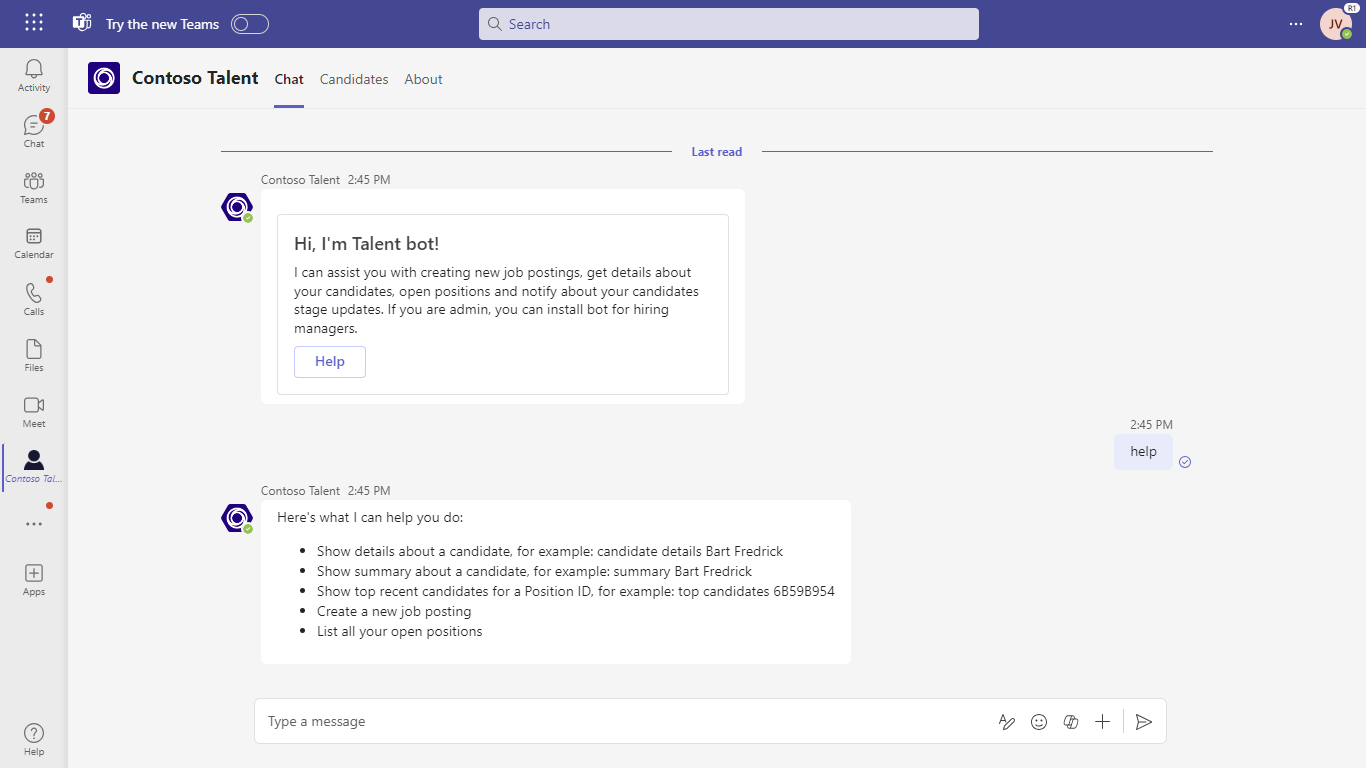 Try the new Teams
Search
JV
R1
Activity
7
Chat
Teams
Calendar
Calls
Files
Meet
Contoso Tal...
Apps
Help
Contoso Talent
Chat
Candidates
About
Last read
Contoso Talent 2:45 PM
Hi, I'm Talent bot!
I can assist you with creating new job postings, get details about
your candidates, open positions and notify about your candidates
stage updates. If you are admin, you can install bot for hiring
managers.
Help
2:45 PM
help
Contoso Talent 2:45 PM
Here's what I can help you do:
Show details about a candidate, for example: candidate details Bart Fredrick
Show summary about a candidate, for example: summary Bart Fredrick
Show top recent candidates for a Position ID, for example: top candidates 6B59B954
Create a new job posting
List all your open positions
Type a message